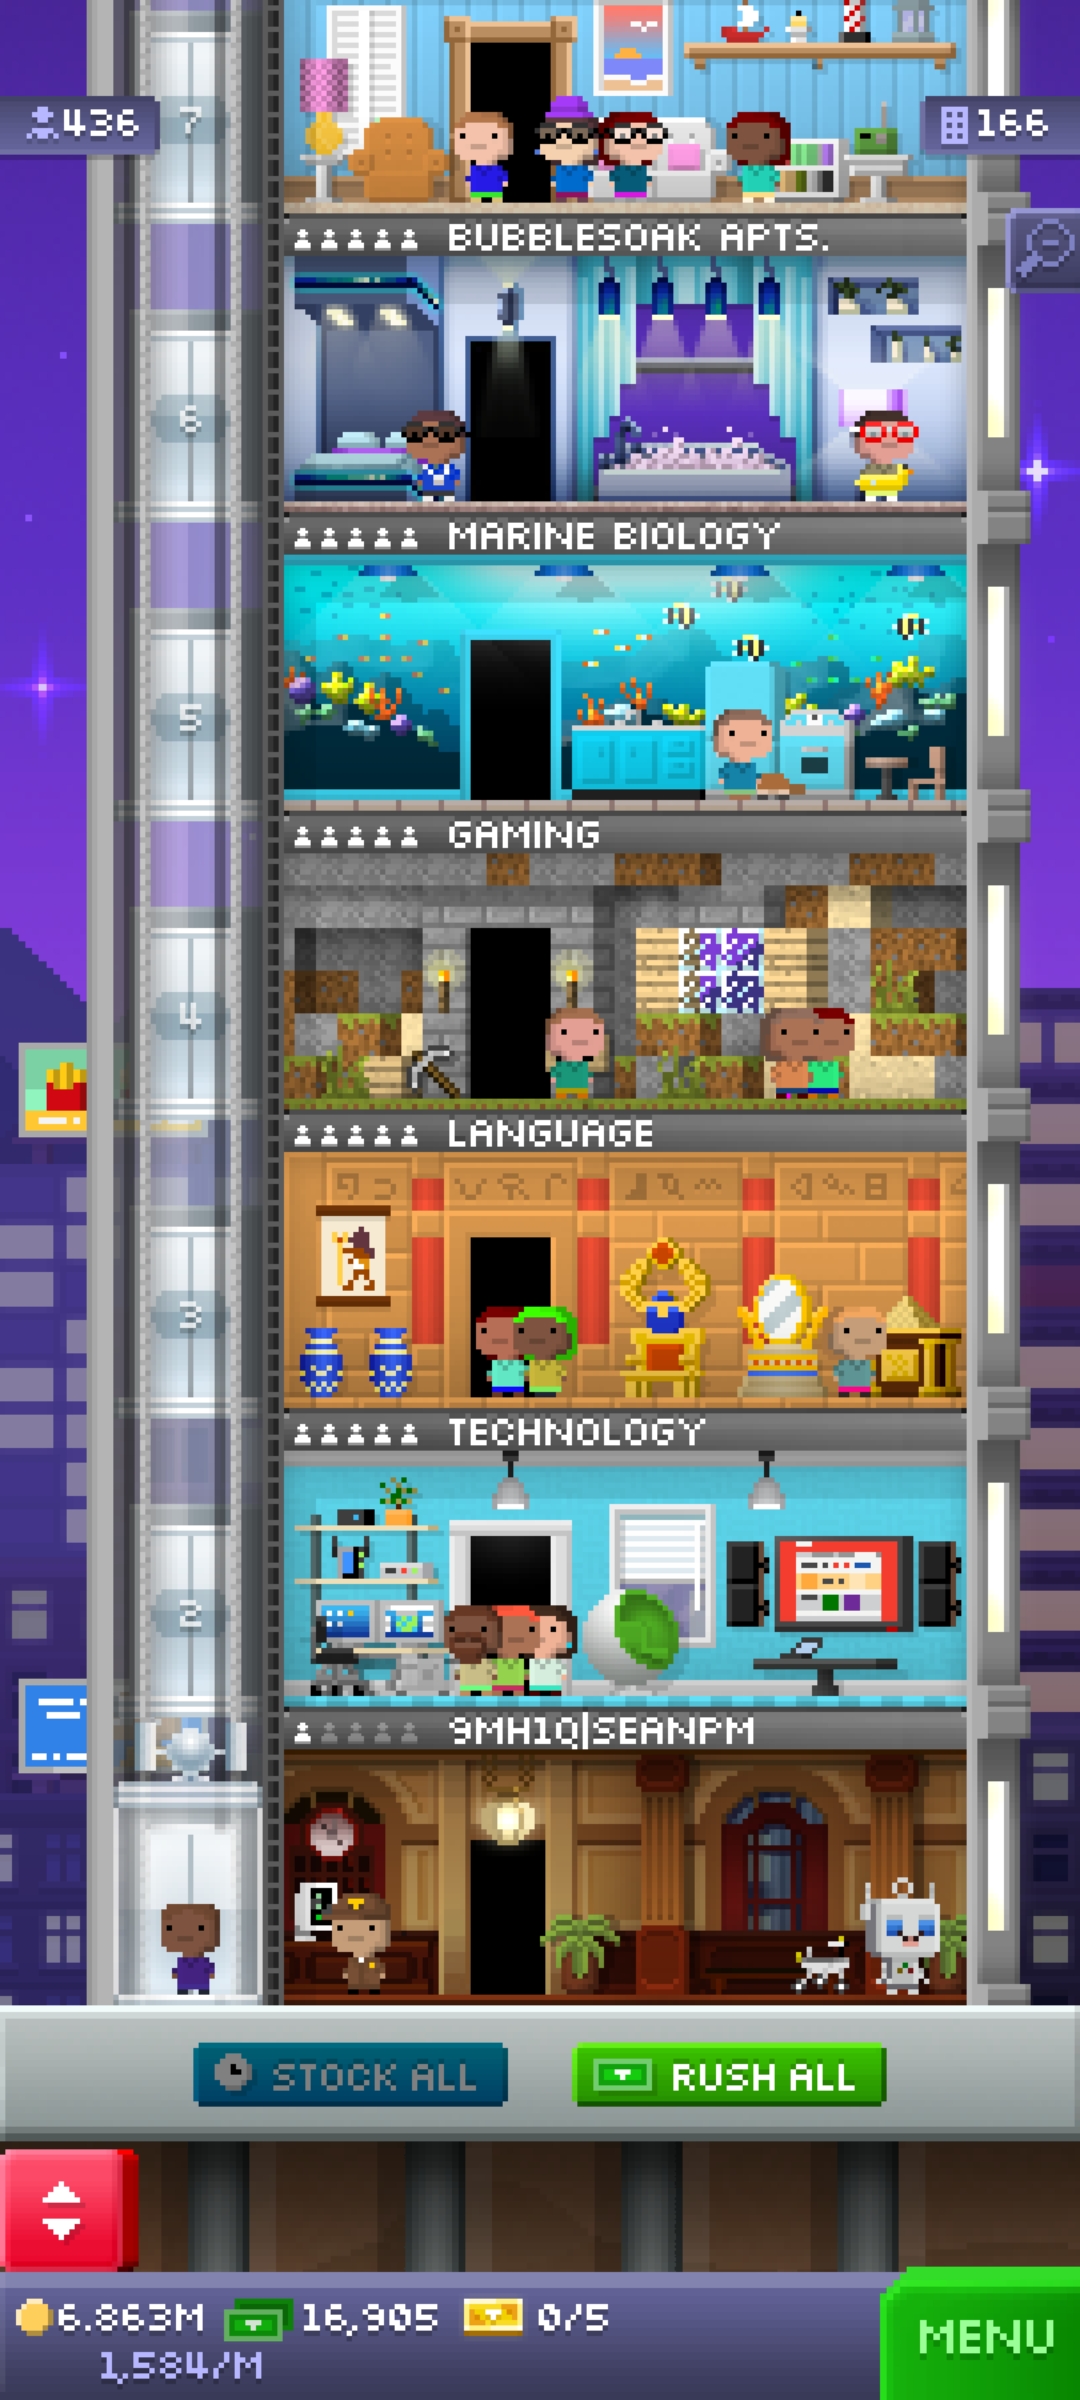 7
436
166
BUBBLESOAK APTS.
6
MARINE BIOLOGY
5
GAMING
4
LANGUAGE
3
TECHNOLOGY
2
9MH1Q|SEANPM
STOCK ALL
RUSH ALL
6.863M
16,905
0/5
1,584/M
MENU